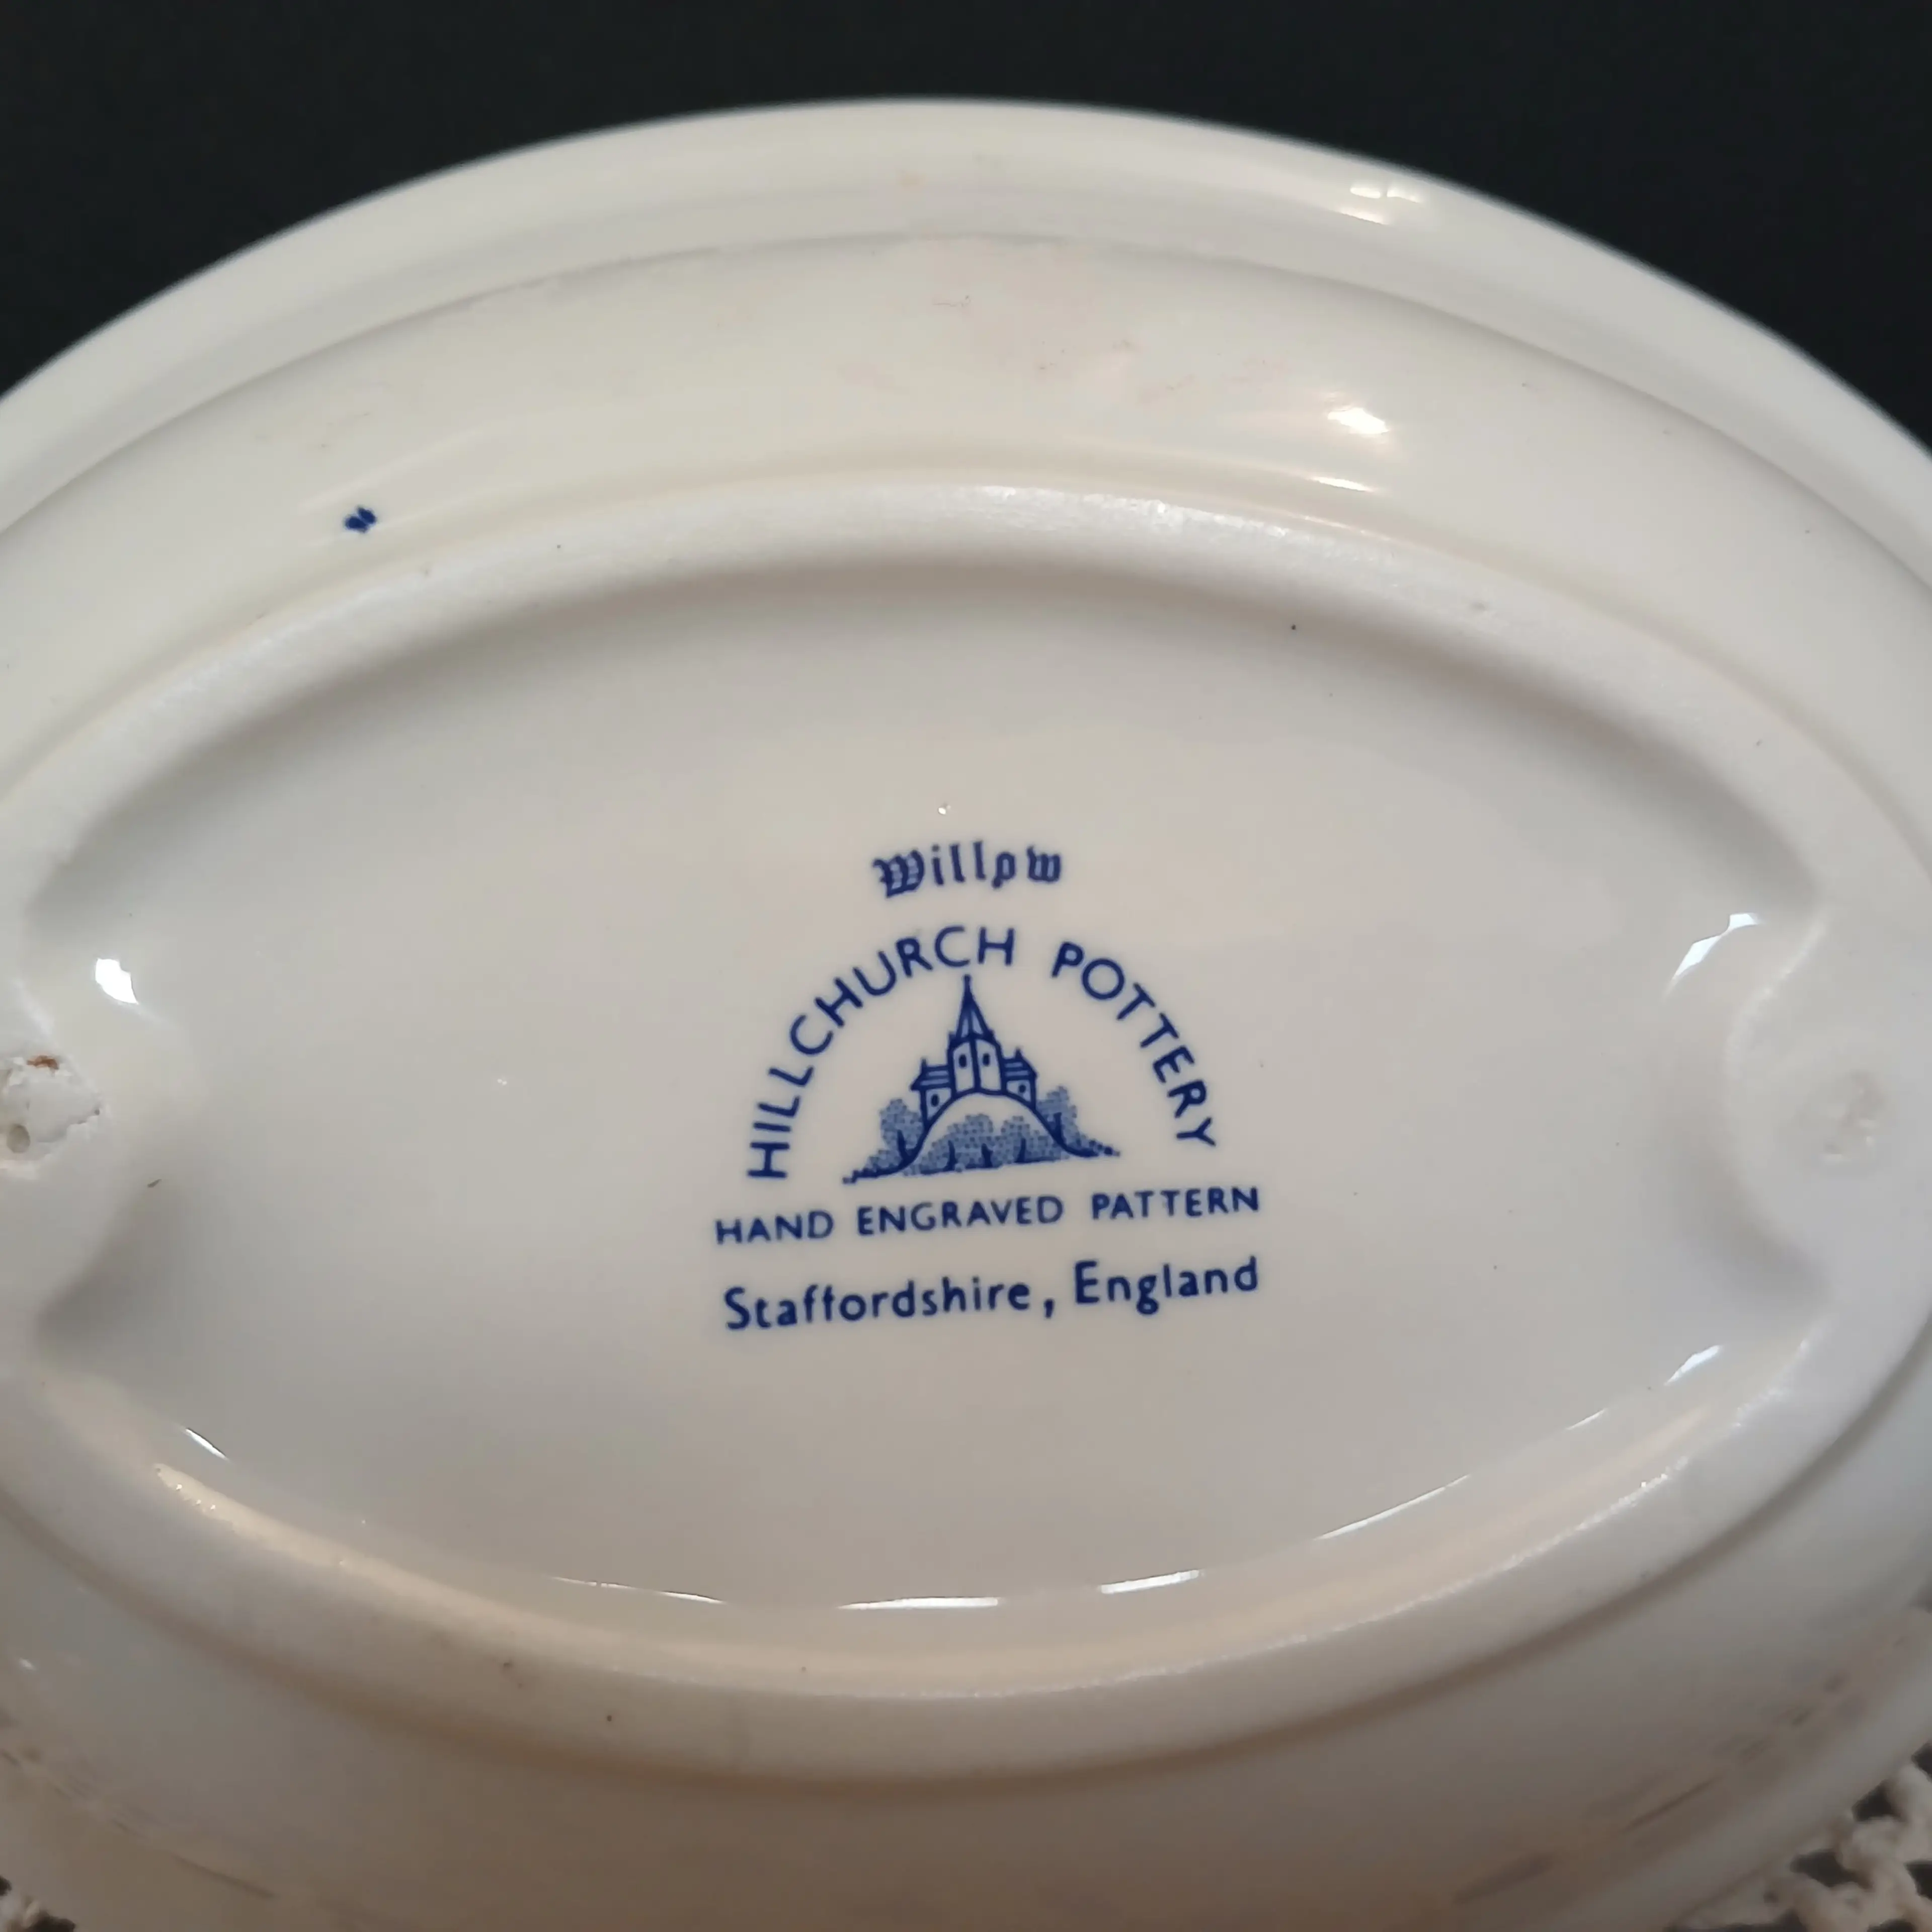 Willow
HILLCHURCH POTTERY
HAND ENGRAVED PATTERN
Staffordshire, England